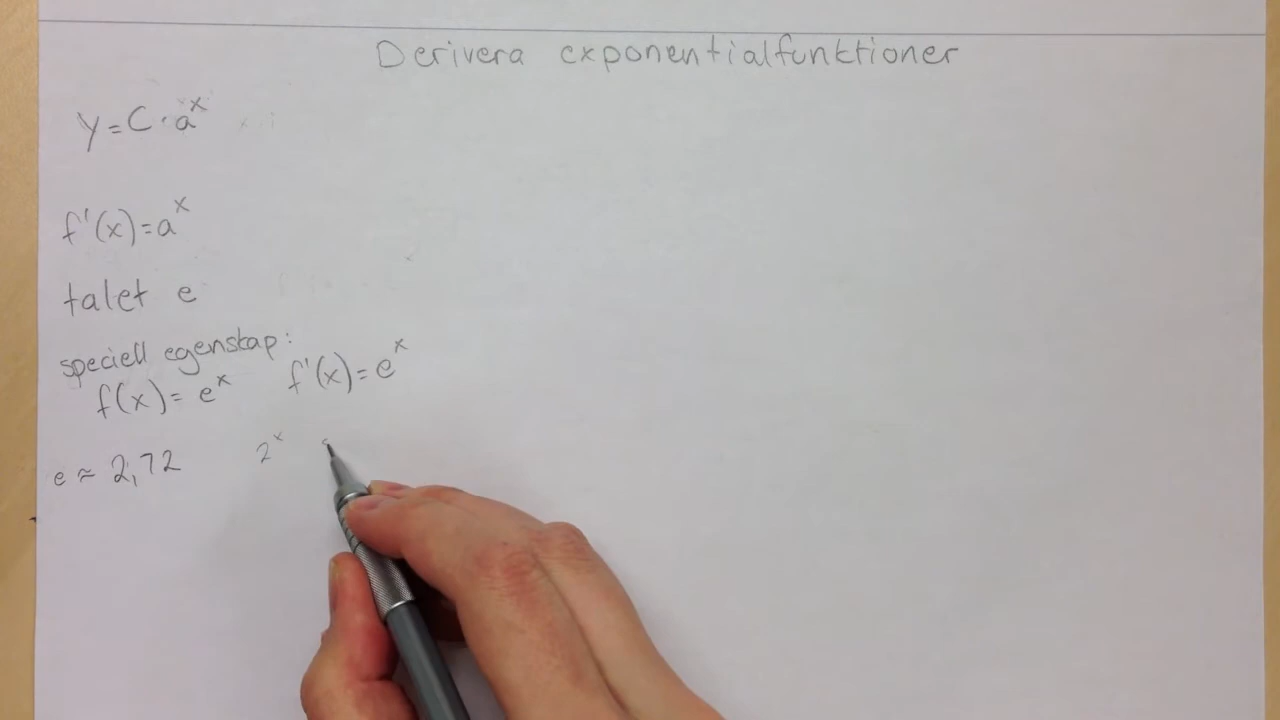 Derivera exponentialfunktioner
y = C · a^x
f'(x) = a^x
talet e
speciell egenskap:
f(x) = e^x f'(x) = e^x
e ≈ 2,72 2^x